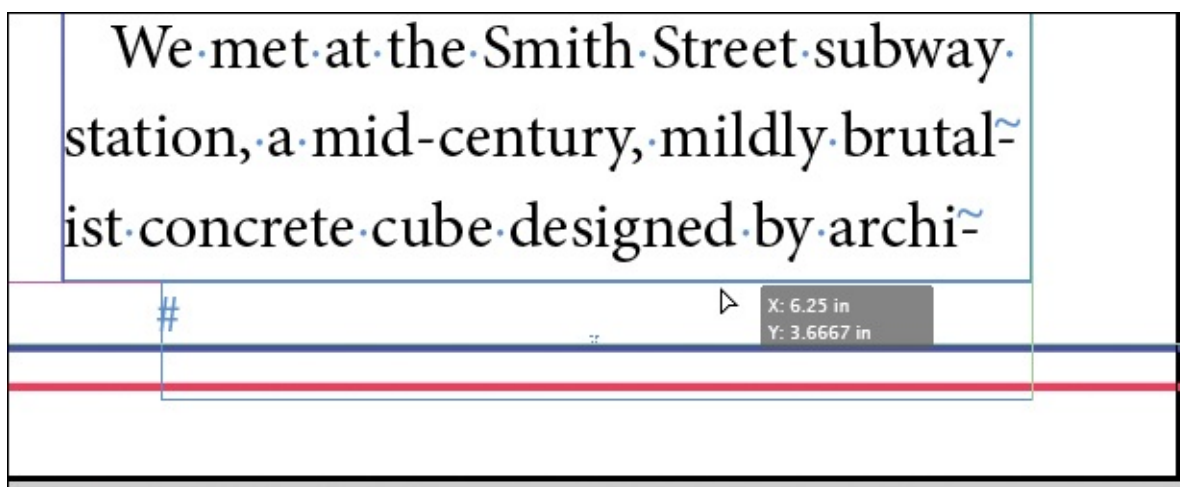 We met at the Smith Street subway
station, a mid-century, mildly brutal-
ist concrete cube designed by archi-
#
X: 6.25 in
Y: 3.6667 in